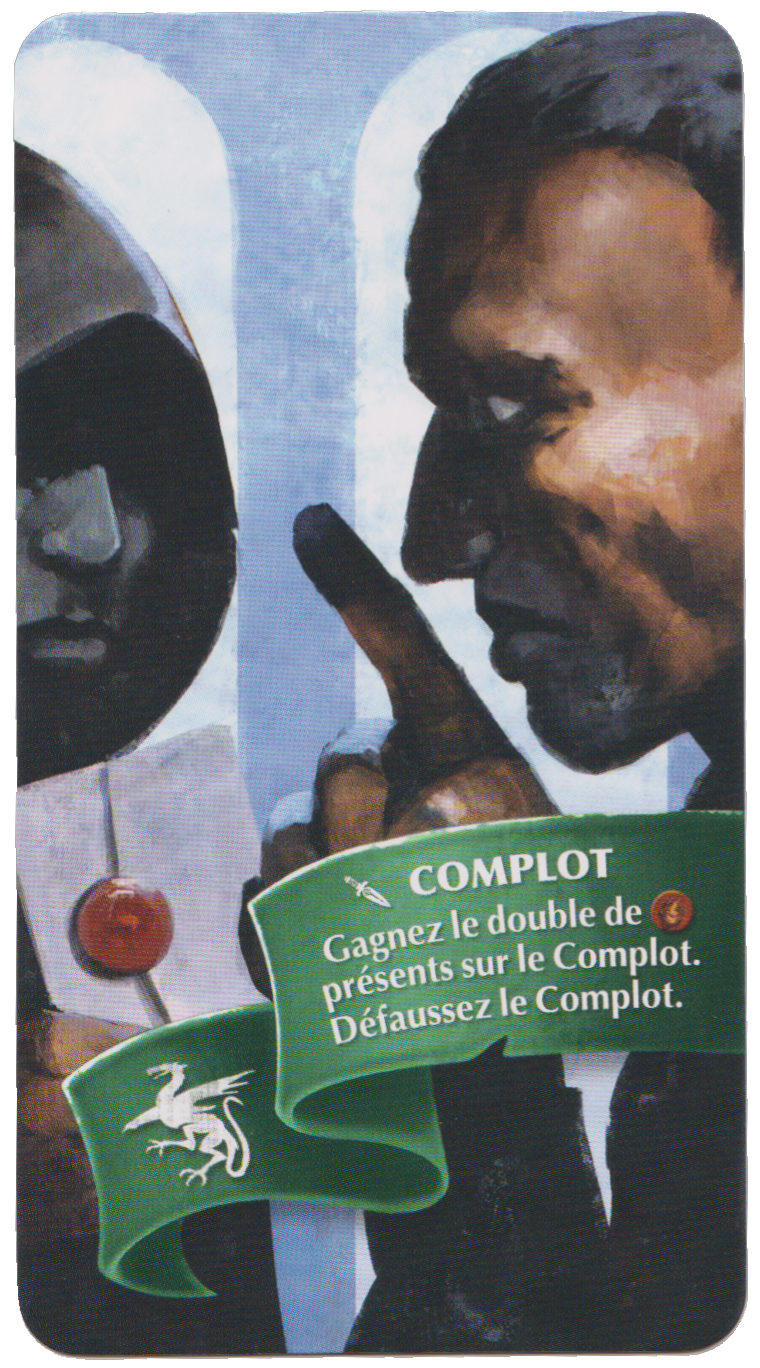 COMPLOT
Gagnez le double de
présents sur le Complot.
Défaussez le Complot.